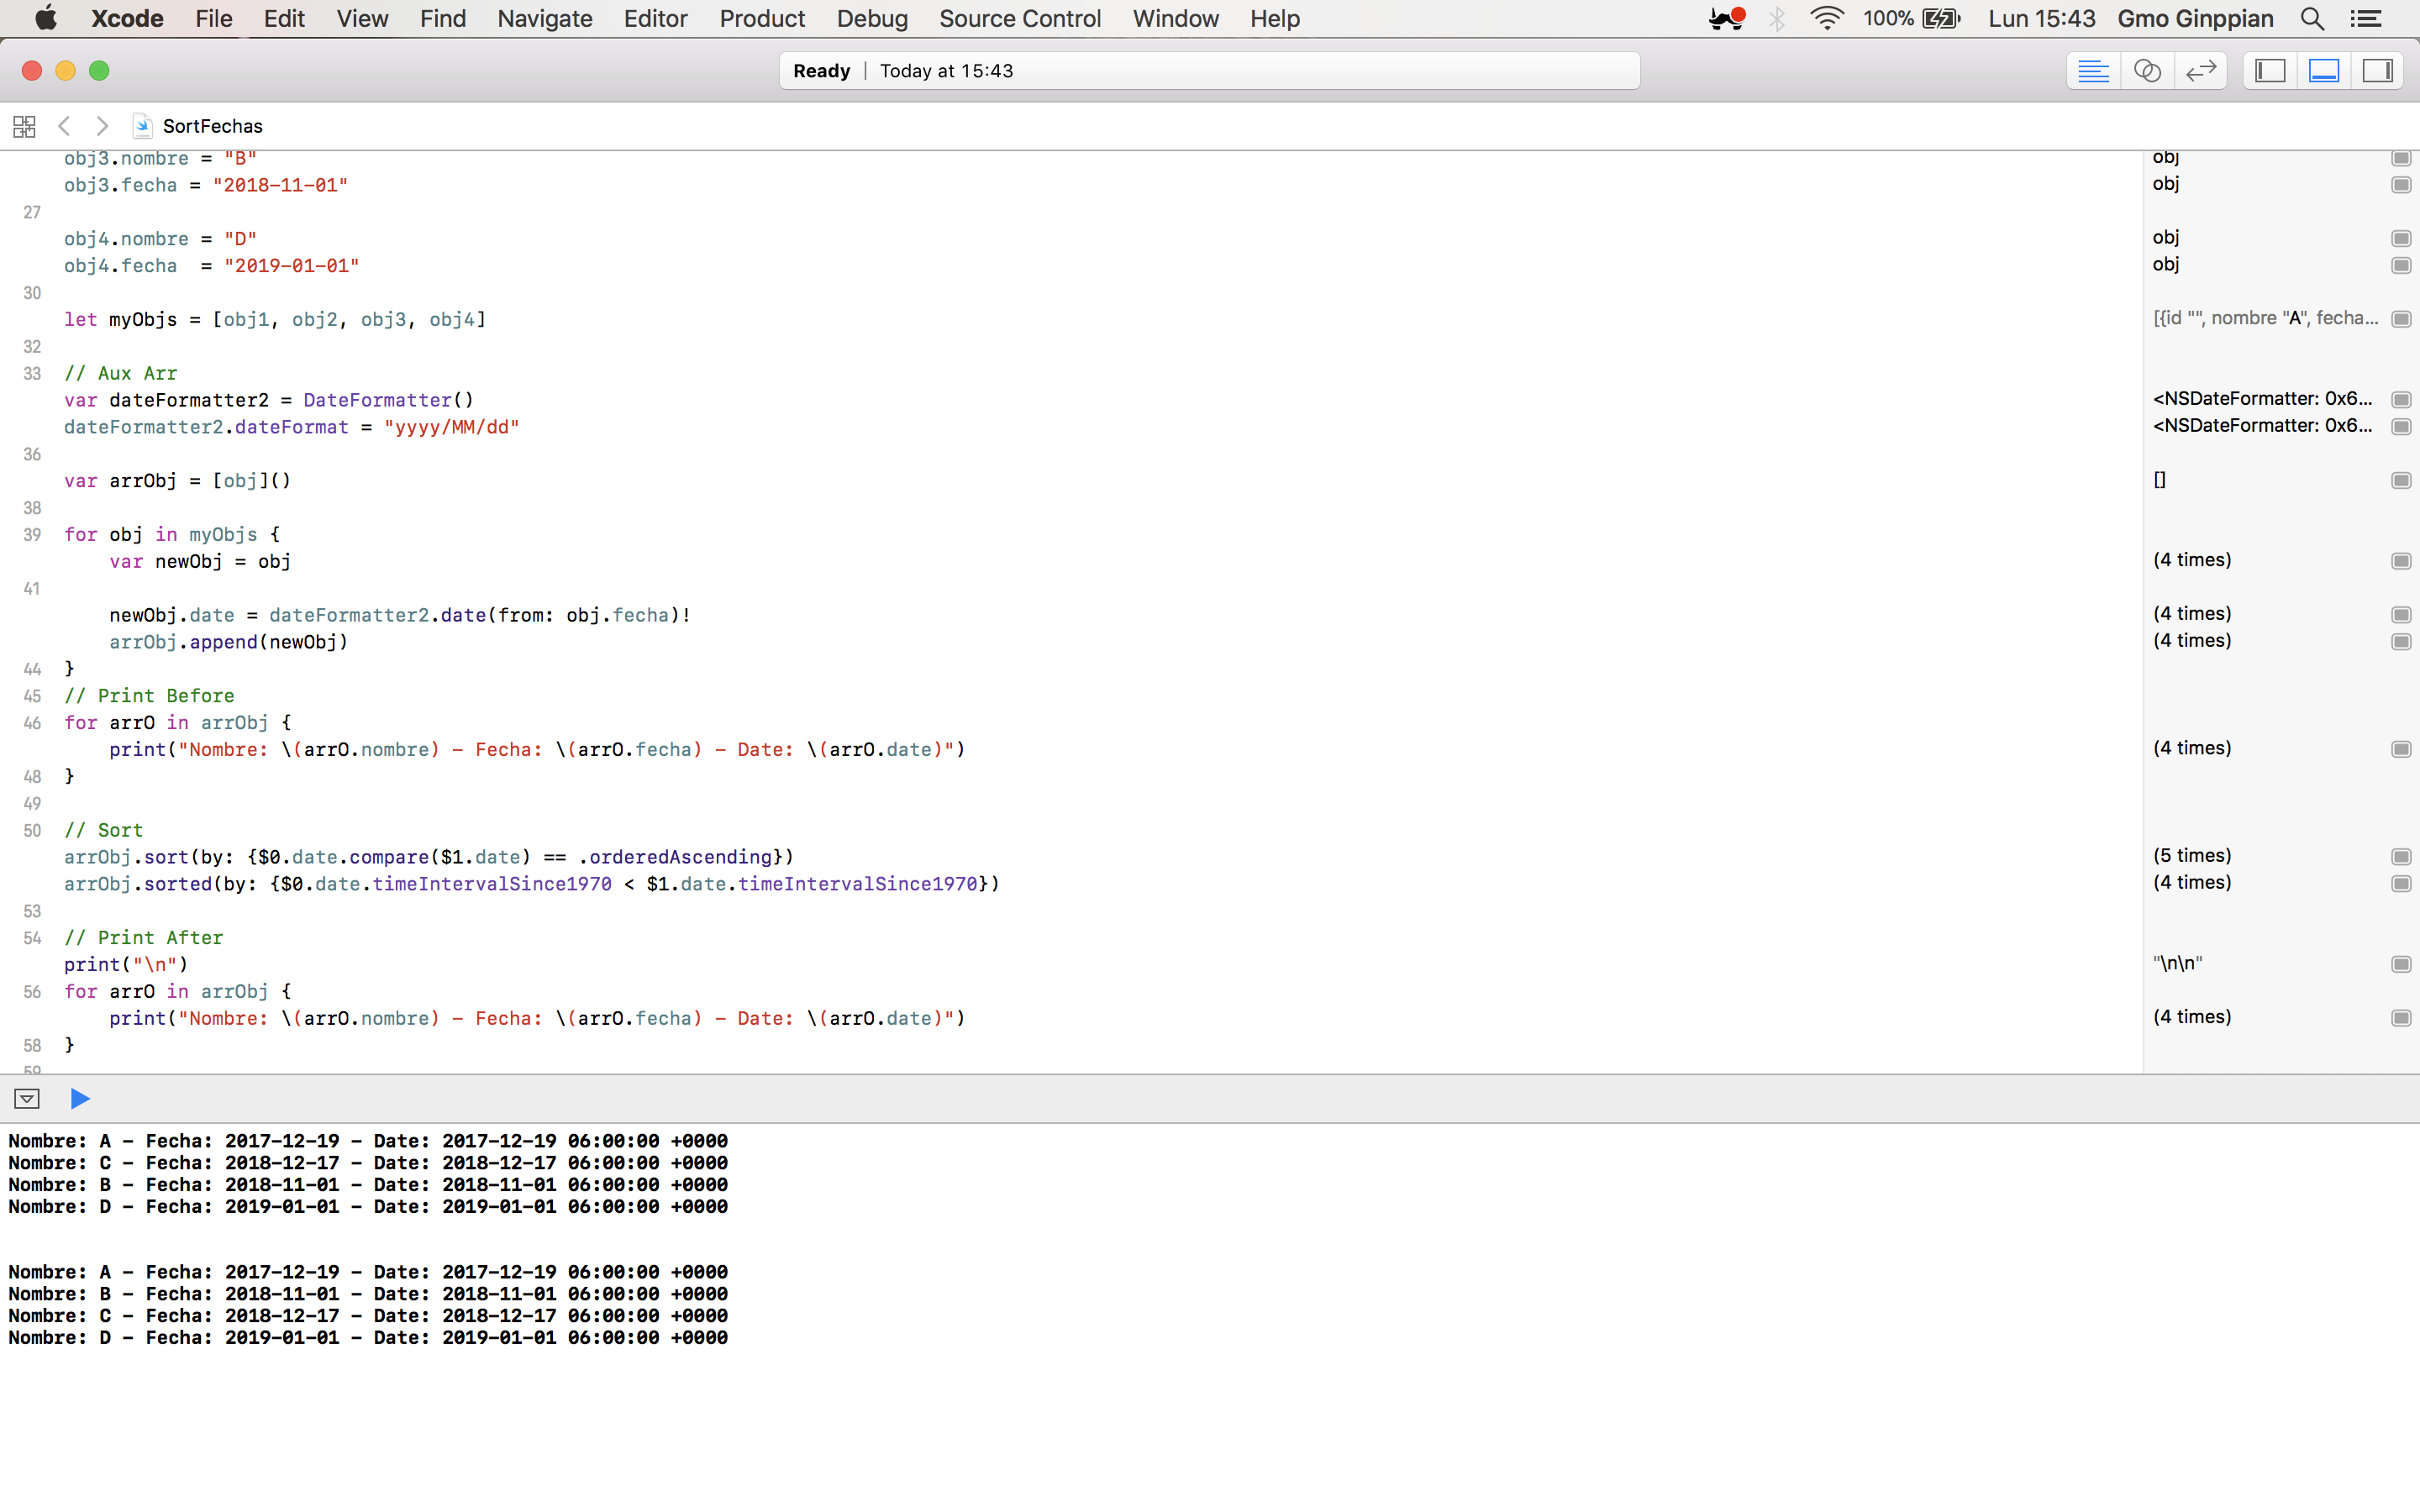 Xcode File Edit View Find Navigate Editor Product Debug Source Control Window Help 100% Lun 15:43 Gmo Ginppian
Ready | Today at 15:43
SortFechas
obj3.nombre = "B" obj
obj3.fecha = "2018-11-01" obj
27
obj4.nombre = "D" obj
obj4.fecha  = "2019-01-01" obj
30
let myObjs = [obj1, obj2, obj3, obj4] [{id "", nombre "A", fecha...
32
33 // Aux Arr
var dateFormatter2 = DateFormatter() <NSDateFormatter: 0x6...
dateFormatter2.dateFormat = "yyyy/MM/dd" <NSDateFormatter: 0x6...
36
var arrObj = [obj]() []
38
39 for obj in myObjs {
var newObj = obj (4 times)
41
newObj.date = dateFormatter2.date(from: obj.fecha)! (4 times)
arrObj.append(newObj) (4 times)
44 }
45 // Print Before
46 for arrO in arrObj {
print("Nombre: \(arrO.nombre) - Fecha: \(arrO.fecha) - Date: \(arrO.date)") (4 times)
48 }
49
50 // Sort
arrObj.sort(by: {$0.date.compare($1.date) == .orderedAscending}) (5 times)
arrObj.sorted(by: {$0.date.timeIntervalSince1970 < $1.date.timeIntervalSince1970}) (4 times)
53
54 // Print After
print("\n") "\n\n"
56 for arrO in arrObj {
print("Nombre: \(arrO.nombre) - Fecha: \(arrO.fecha) - Date: \(arrO.date)") (4 times)
58 }
59
Nombre: A - Fecha: 2017-12-19 - Date: 2017-12-19 06:00:00 +0000
Nombre: C - Fecha: 2018-12-17 - Date: 2018-12-17 06:00:00 +0000
Nombre: B - Fecha: 2018-11-01 - Date: 2018-11-01 06:00:00 +0000
Nombre: D - Fecha: 2019-01-01 - Date: 2019-01-01 06:00:00 +0000
Nombre: A - Fecha: 2017-12-19 - Date: 2017-12-19 06:00:00 +0000
Nombre: B - Fecha: 2018-11-01 - Date: 2018-11-01 06:00:00 +0000
Nombre: C - Fecha: 2018-12-17 - Date: 2018-12-17 06:00:00 +0000
Nombre: D - Fecha: 2019-01-01 - Date: 2019-01-01 06:00:00 +0000